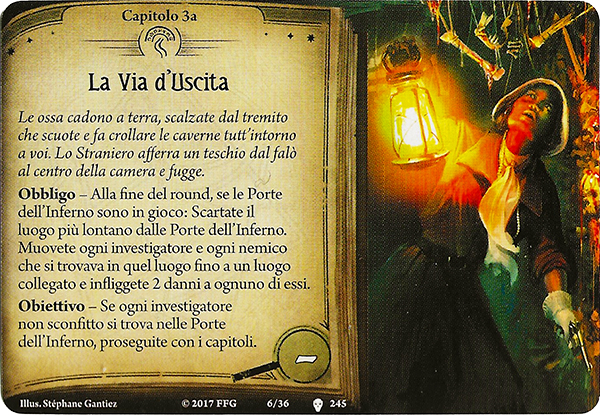 Capitolo 3a
La Via d'Uscita
Le ossa cadono a terra, scalzate dal tremito
che scuote e fa crollare le caverne tutt'intorno
a voi. Lo Straniero afferra un teschio dal falò
al centro della camera e fugge.
Obbligo – Alla fine del round, se le Porte
dell'Inferno sono in gioco: Scartate il
luogo più lontano dalle Porte dell'Inferno.
Muovete ogni investigatore e ogni nemico
che si trovava in quel luogo fino a un luogo
collegato e infliggete 2 danni a ognuno di essi.
Obiettivo – Se ogni investigatore
non sconfitto si trova nelle Porte
dell'Inferno, proseguite con i capitoli.
–
Illus. Stéphane Gantiez © 2017 FFG 6/36 245